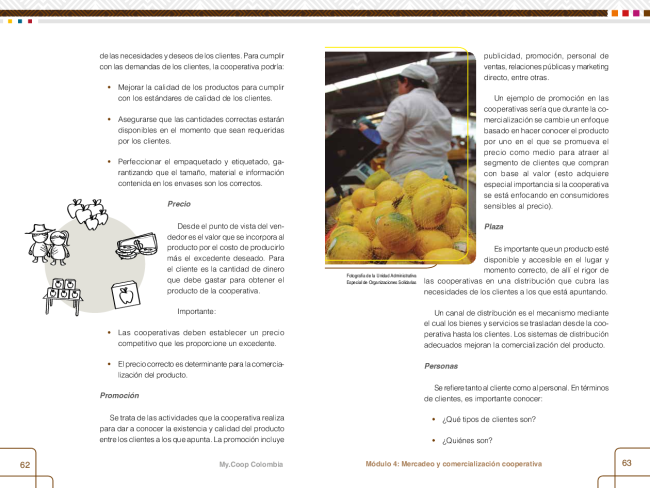 de las necesidades y deseos de los clientes. Para cumplir
con las demandas de los clientes, la cooperativa podría:
• Mejorar la calidad de los productos para cumplir
con los estándares de calidad de los clientes.
• Asegurarse que las cantidades correctas estarán
disponibles en el momento que sean requeridas
por los clientes.
• Perfeccionar el empaquetado y etiquetado, ga-
rantizando que el tamaño, material e información
contenida en los envases son los correctos.
Precio
Desde el punto de vista del ven-
dedor es el valor que se incorpora al
producto por el costo de producirlo
más el excedente deseado. Para
el cliente es la cantidad de dinero
que debe gastar para obtener el
producto de la cooperativa.
Importante:
• Las cooperativas deben establecer un precio
competitivo que les proporcione un excedente.
• El precio correcto es determinante para la comercia-
lización del producto.
Promoción
Se trata de las actividades que la cooperativa realiza
para dar a conocer la existencia y calidad del producto
entre los clientes a los que apunta. La promoción incluye
62
My.Coop Colombia
publicidad, promoción, personal de
ventas, relaciones públicas y marketing
directo, entre otras.
Un ejemplo de promoción en las
cooperativas sería que durante la co-
mercialización se cambie un enfoque
basado en hacer conocer el producto
por uno en el que se promueva el
precio como medio para atraer al
segmento de clientes que compran
con base al valor (esto adquiere
especial importancia si la cooperativa
se está enfocando en consumidores
sensibles al precio).
Fotografía de la Unidad Administrativa
Especial de Organizaciones Solidarias
Plaza
Es importante que un producto esté
disponible y accesible en el lugar y
momento correcto, de allí el rigor de
las cooperativas en una distribución que cubra las
necesidades de los clientes a los que está apuntando.
Un canal de distribución es el mecanismo mediante
el cual los bienes y servicios se trasladan desde la coo-
perativa hasta los clientes. Los sistemas de distribución
adecuados mejoran la comercialización del producto.
Personas
Se refiere tanto al cliente como al personal. En términos
de clientes, es importante conocer:
• ¿Qué tipos de clientes son?
• ¿Quiénes son?
Módulo 4: Mercadeo y comercialización cooperativa
63